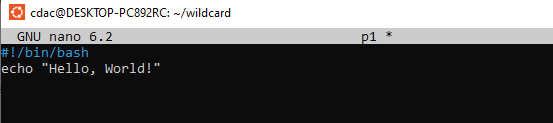 cdac@DESKTOP-PC892RC: ~/wildcard
GNU nano 6.2 p1 *
#!/bin/bash
echo "Hello, World!"